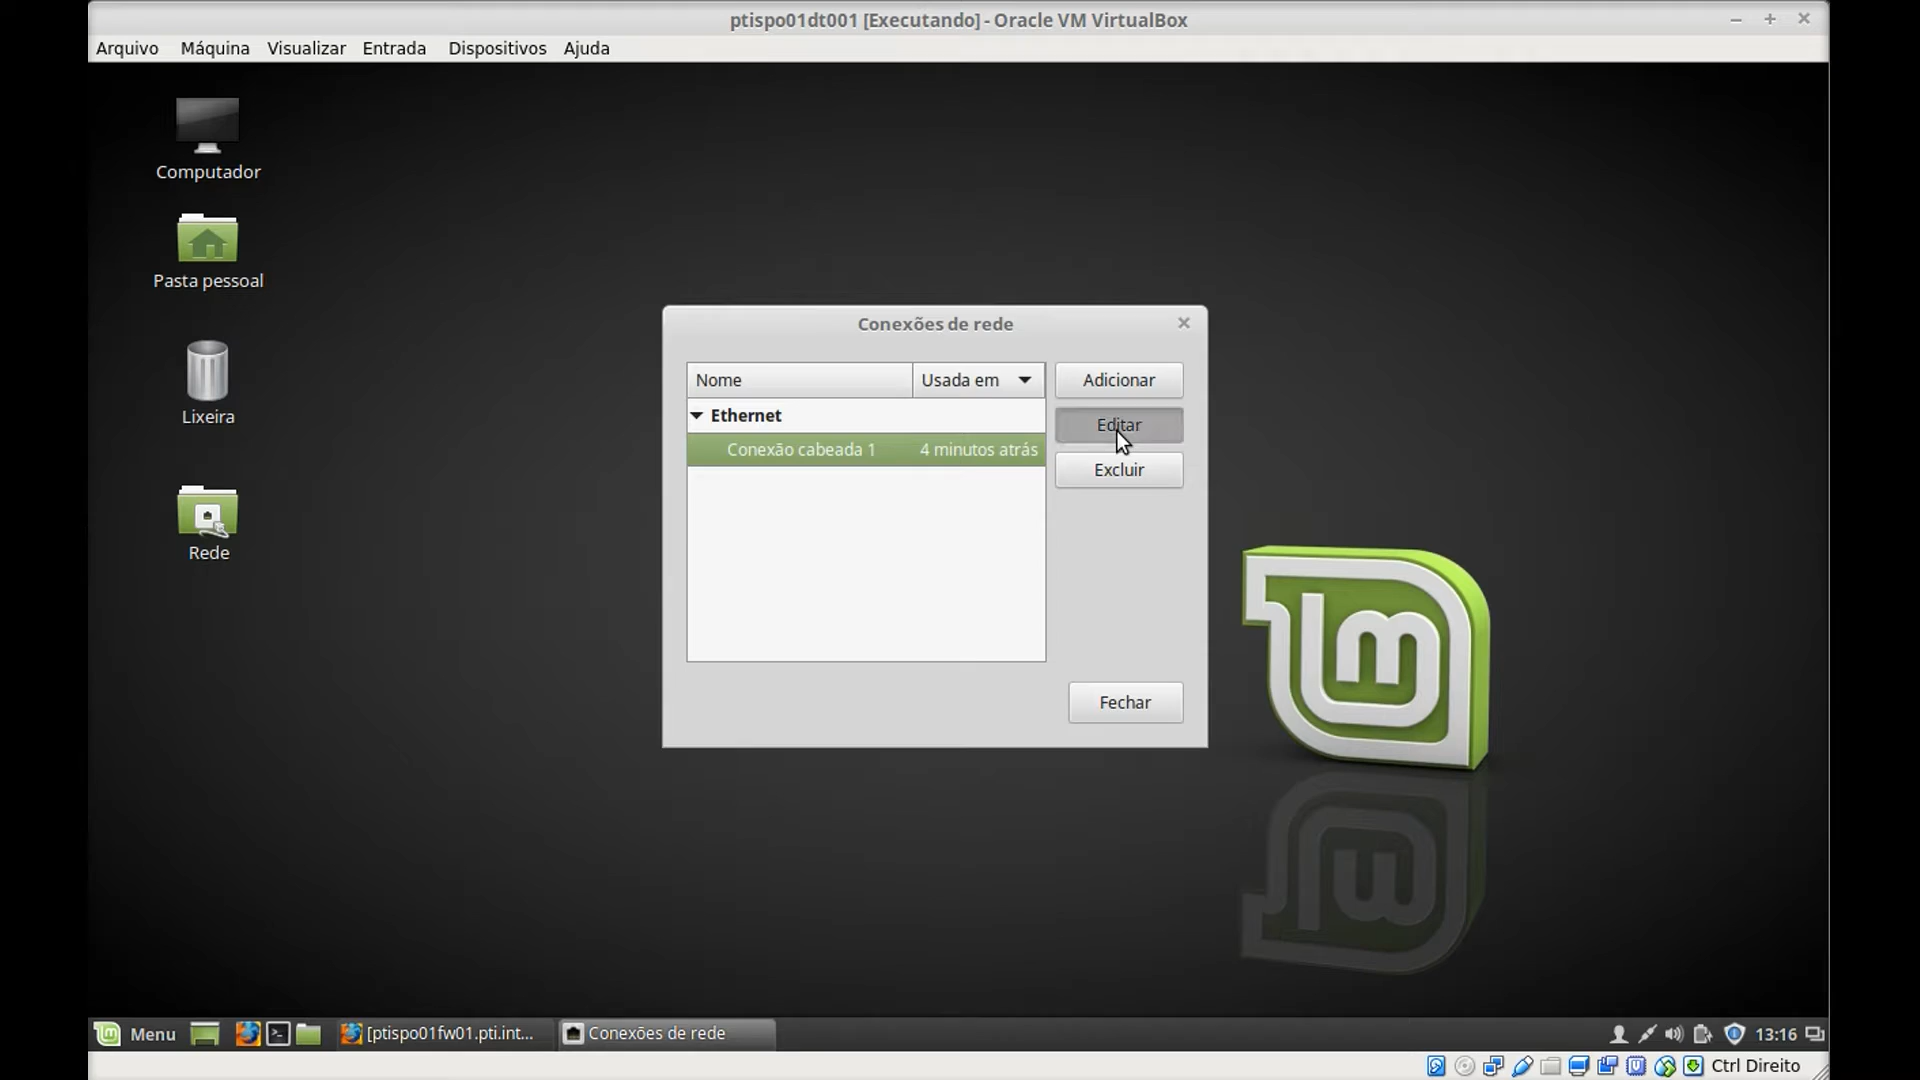 ptispo01dt001 [Executando] - Oracle VM VirtualBox
Arquivo Máquina Visualizar Entrada Dispositivos Ajuda
Computador
Pasta pessoal
Lixeira
Rede
Conexões de rede
Nome Usada em
Ethernet
Conexão cabeada 1 4 minutos atrás
Adicionar
Editar
Excluir
Fechar
Menu [ptispo01fw01.pti.int... Conexões de rede 13:16
Ctrl Direito